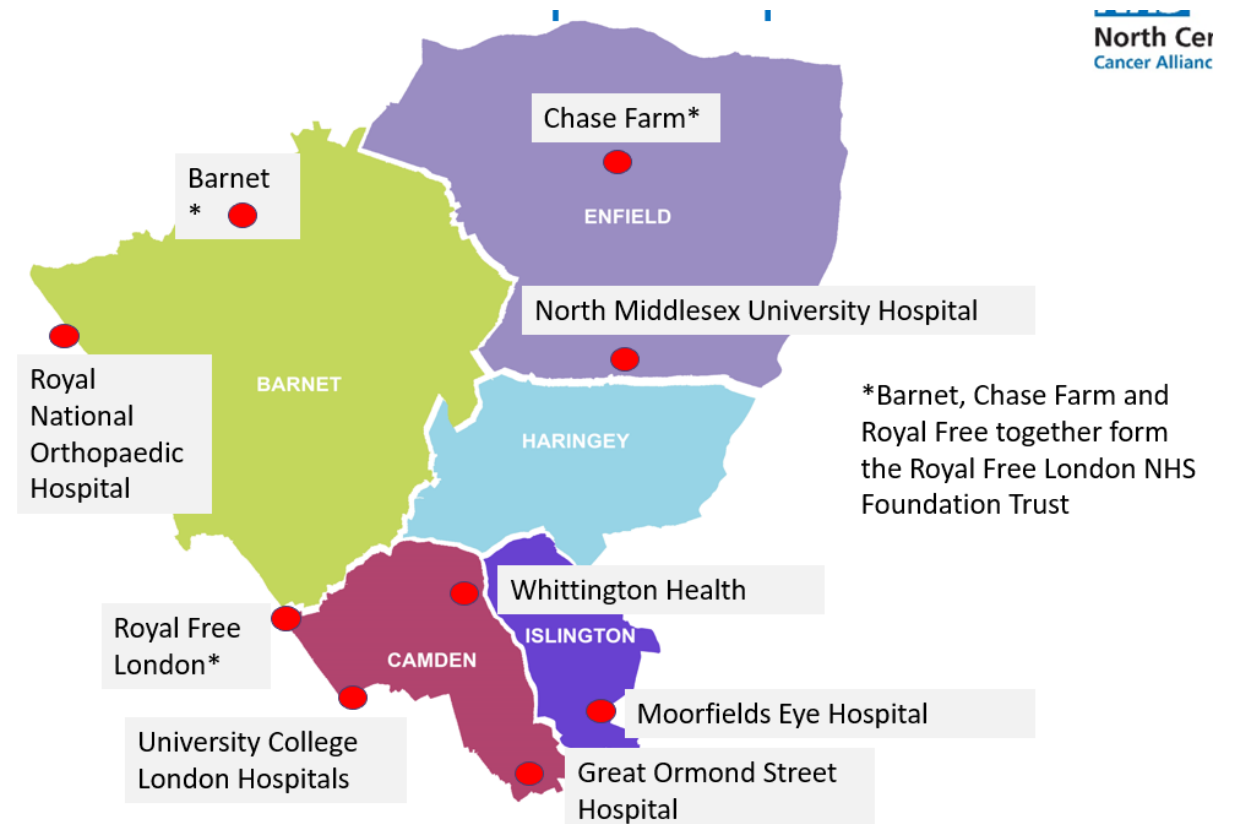 North Cer
Cancer Allianc
Chase Farm*
Barnet
*
ENFIELD
North Middlesex University Hospital
Royal
National
Orthopaedic
Hospital
BARNET
*Barnet, Chase Farm and
Royal Free together form
the Royal Free London NHS
Foundation Trust
HARINGEY
Whittington Health
Royal Free
London*
ISLINGTON
CAMDEN
Moorfields Eye Hospital
University College
London Hospitals
Great Ormond Street
Hospital